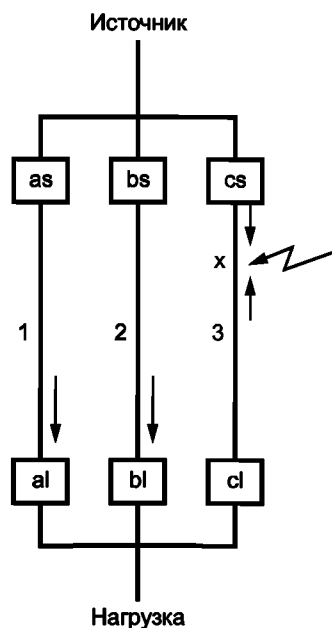 Источник
as bs cs
x
1 2 3
al bl cl
Нагрузка